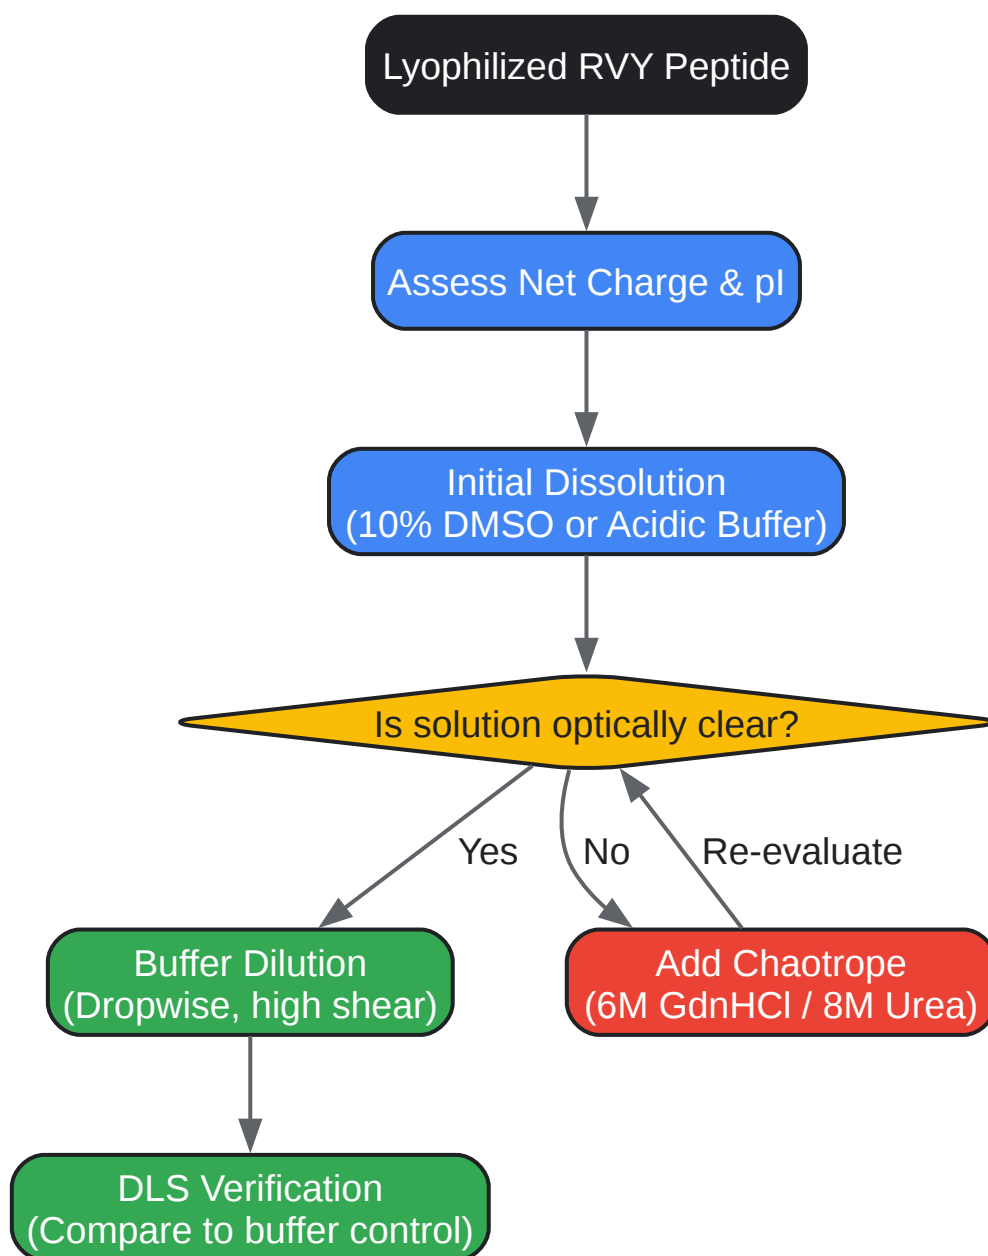 Lyophilized RVY Peptide
Assess Net Charge & pI
Initial Dissolution
(10% DMSO or Acidic Buffer)
Is solution optically clear?
Yes
No
Re-evaluate
Buffer Dilution
(Dropwise, high shear)
Add Chaotrope
(6M GdnHCl / 8M Urea)
DLS Verification
(Compare to buffer control)